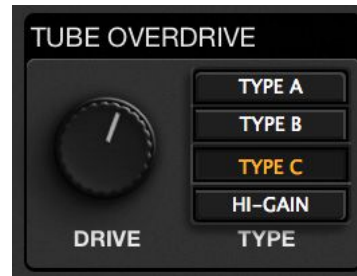 TUBE OVERDRIVE
TYPE A
TYPE B
TYPE C
HI-GAIN
DRIVE
TYPE